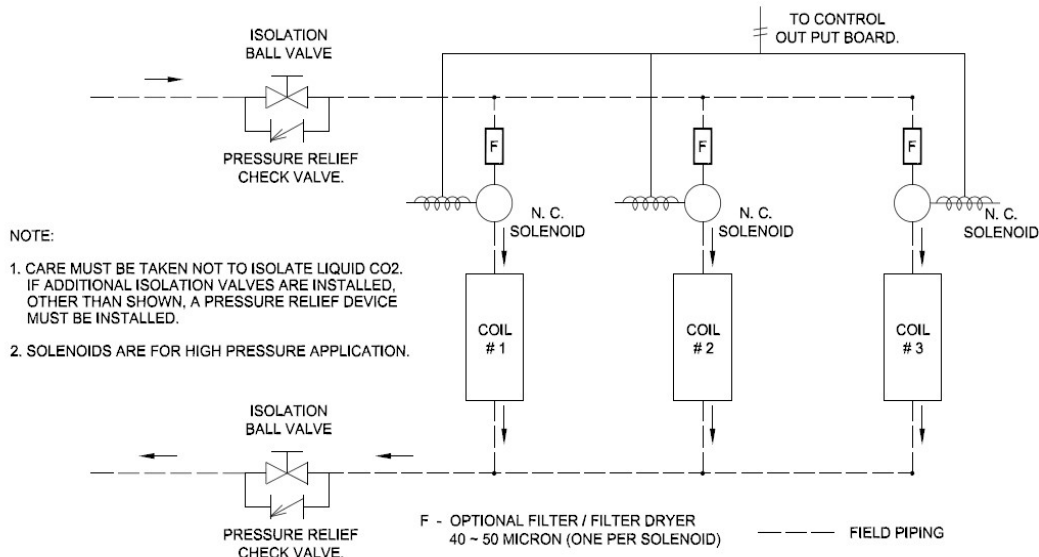 TO CONTROL
OUT PUT BOARD.
ISOLATION
BALL VALVE
PRESSURE RELIEF
CHECK VALVE.
F
F
F
N. C.
SOLENOID
N. C.
SOLENOID
N. C.
SOLENOID
NOTE:
1. CARE MUST BE TAKEN NOT TO ISOLATE LIQUID CO2.
IF ADDITIONAL ISOLATION VALVES ARE INSTALLED,
OTHER THAN SHOWN, A PRESSURE RELIEF DEVICE
MUST BE INSTALLED.
2. SOLENOIDS ARE FOR HIGH PRESSURE APPLICATION.
COIL
# 1
COIL
# 2
COIL
# 3
ISOLATION
BALL VALVE
PRESSURE RELIEF
CHECK VALVE.
F - OPTIONAL FILTER / FILTER DRYER
40 ~ 50 MICRON (ONE PER SOLENOID)
FIELD PIPING